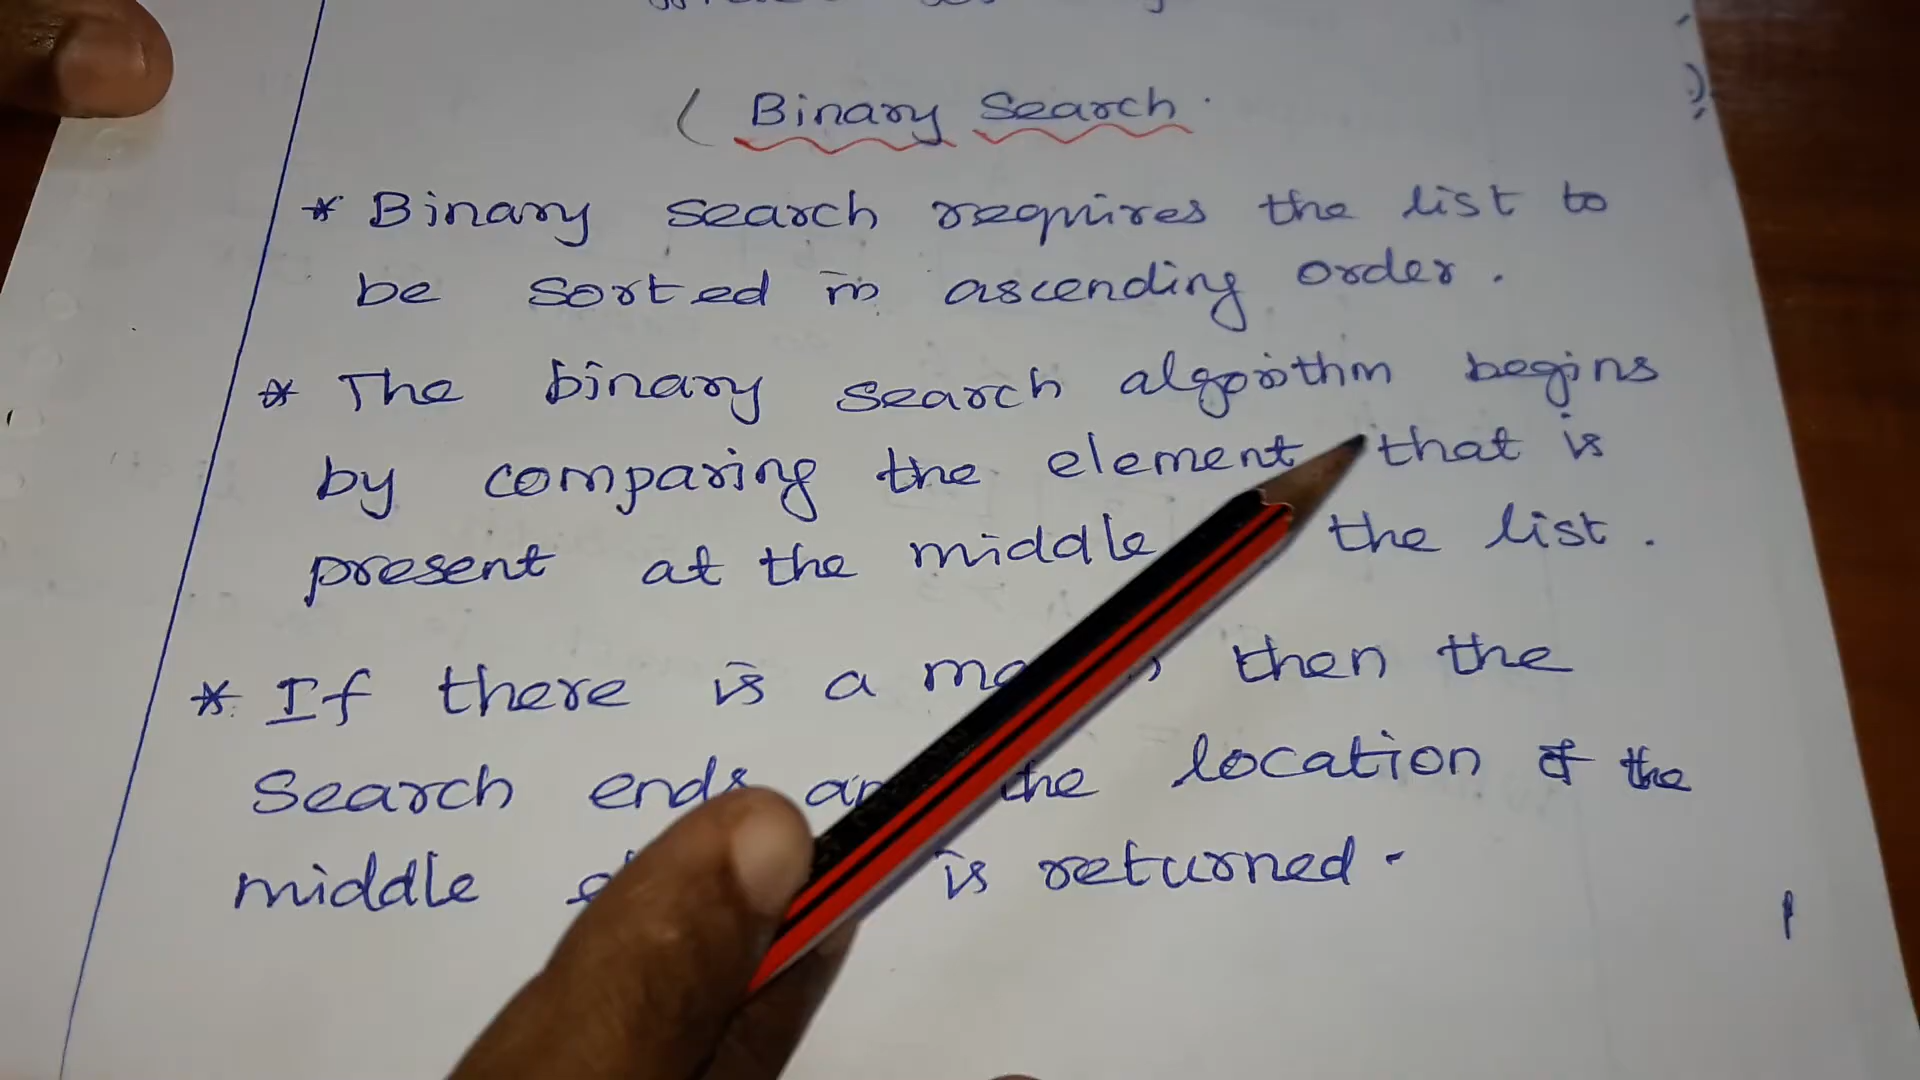 ( Binary Search.
* Binary search requires the list to
be sorted in ascending order.
* The binary search algorithm begins
by comparing the element that is
present at the middle the list.
* If there is a then the
Search ends the location of the
middle is returned.